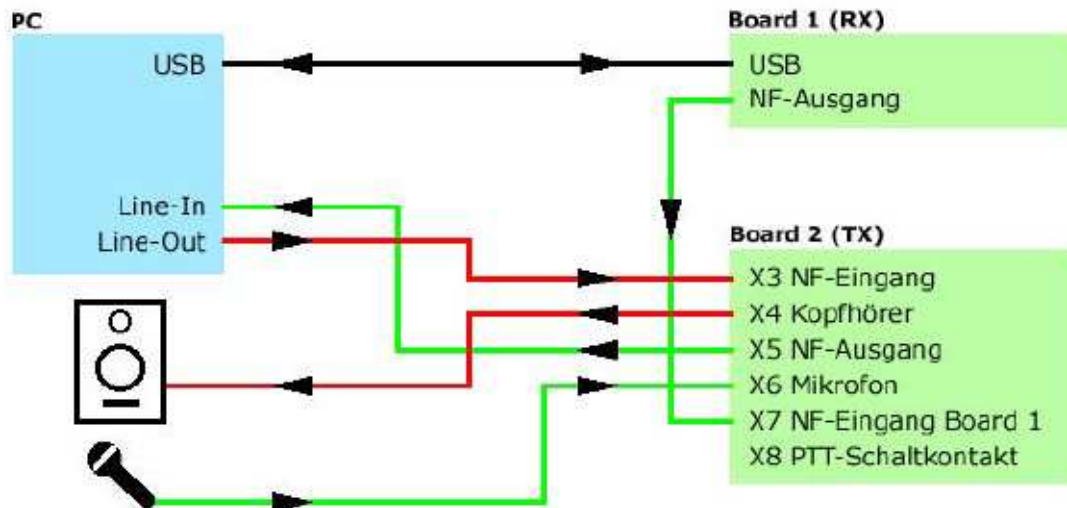 PC
USB
Line-In
Line-Out
Board 1 (RX)
USB
NF-Ausgang
Board 2 (TX)
X3 NF-Eingang
X4 Kopfhörer
X5 NF-Ausgang
X6 Mikrofon
X7 NF-Eingang Board 1
X8 PTT-Schaltkontakt